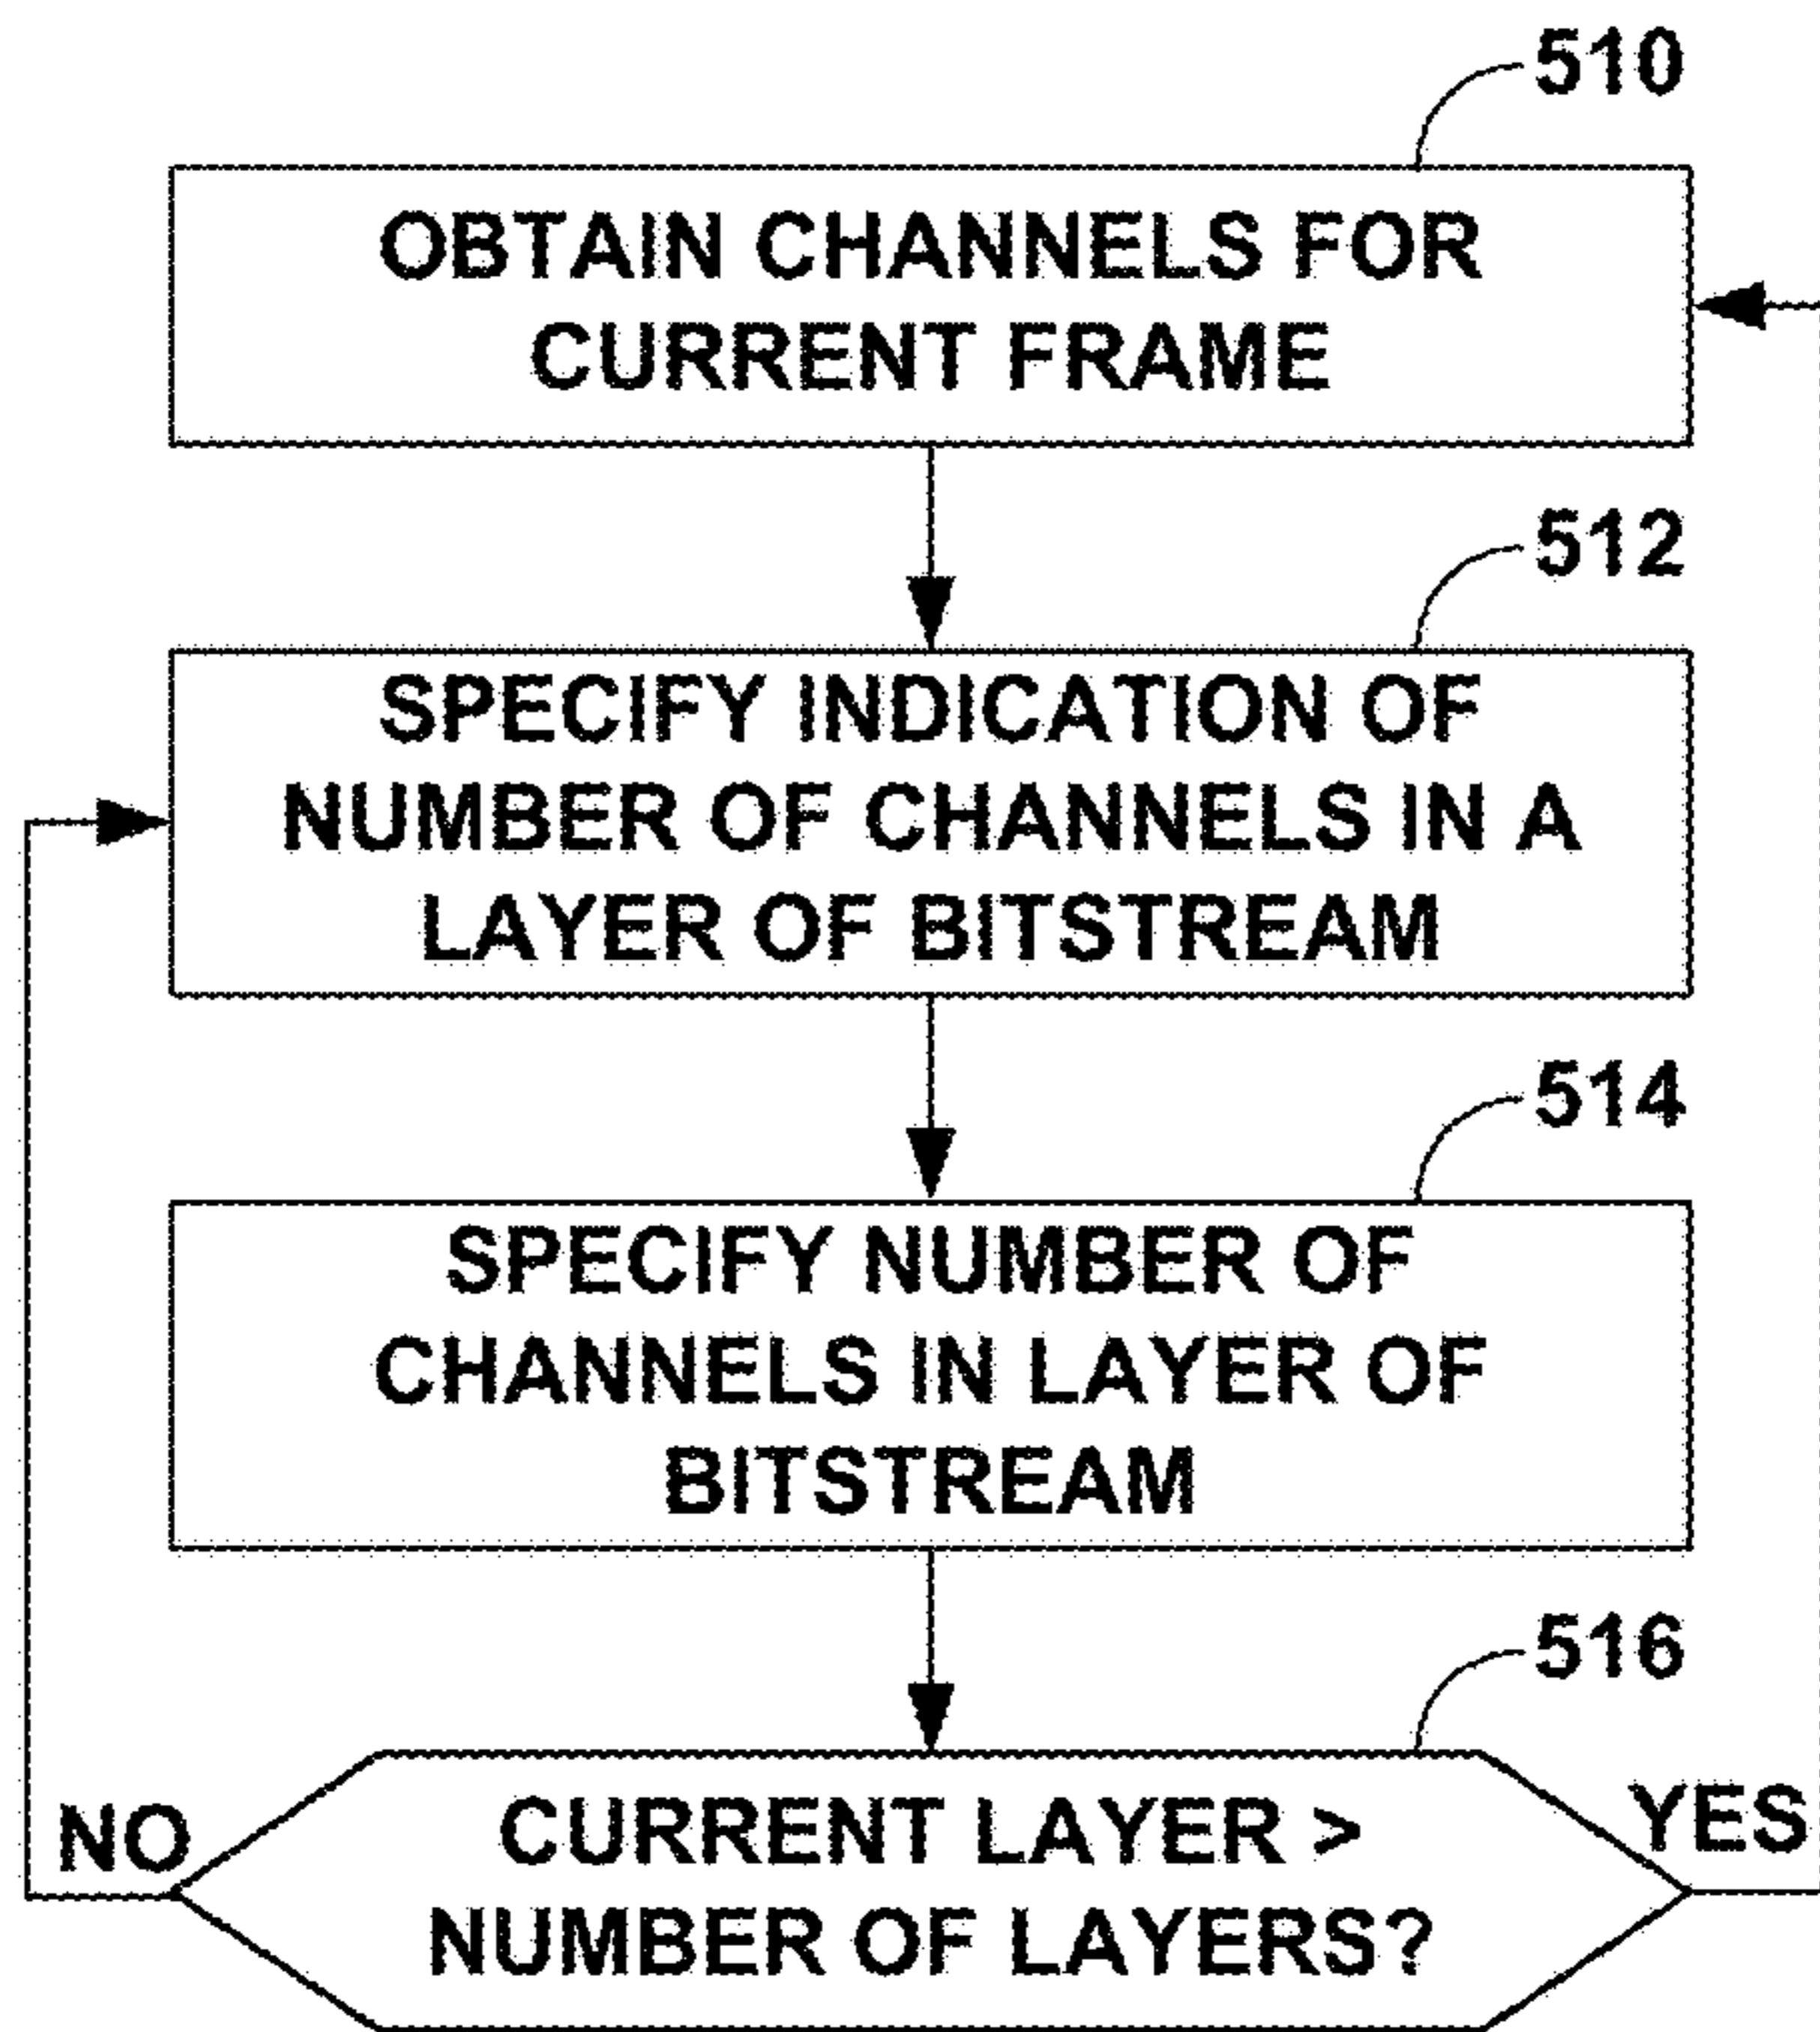 510
OBTAIN CHANNELS FOR
CURRENT FRAME
512
SPECIFY INDICATION OF
NUMBER OF CHANNELS IN A
LAYER OF BITSTREAM
514
SPECIFY NUMBER OF
CHANNELS IN LAYER OF
BITSTREAM
516
NO
CURRENT LAYER >
NUMBER OF LAYERS?
YES